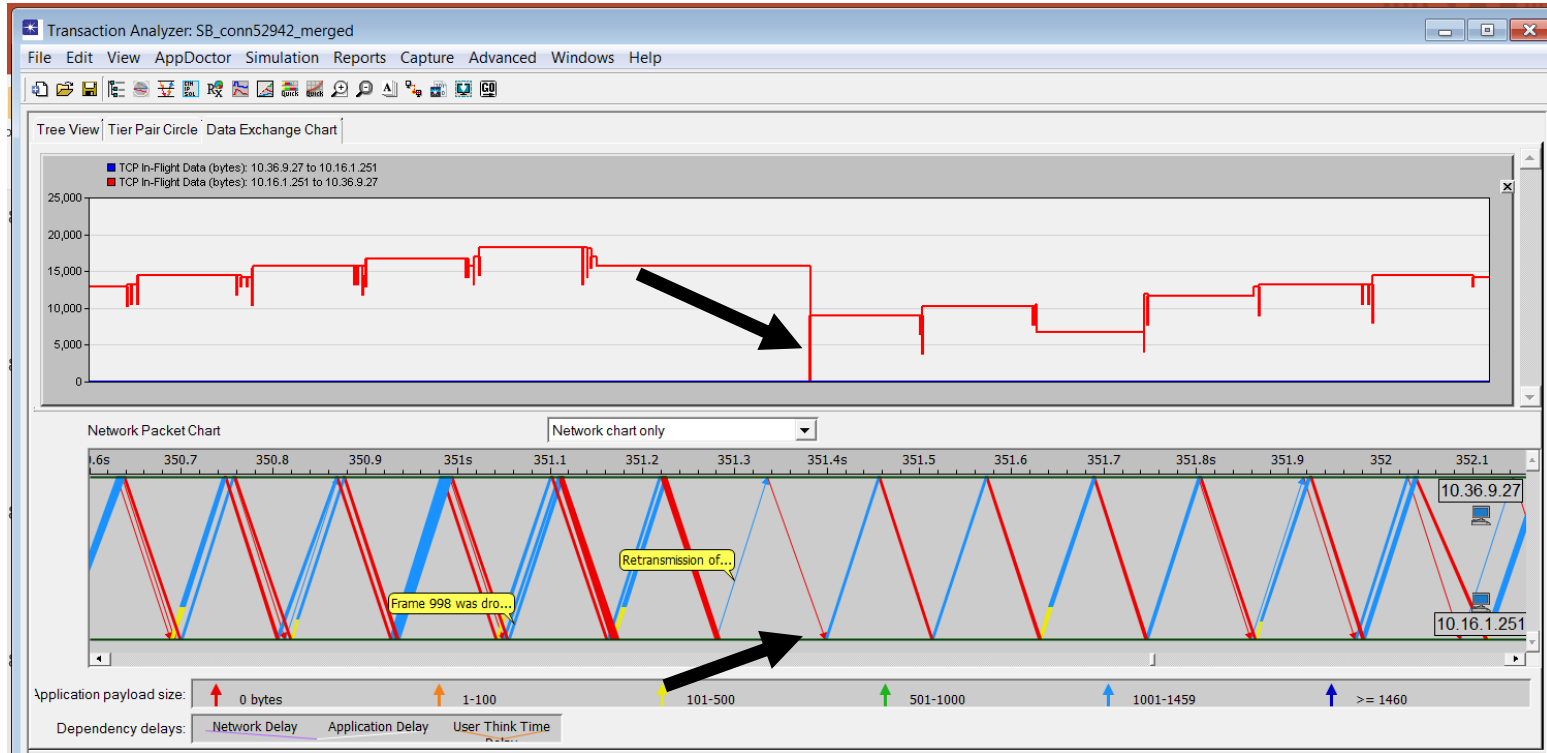 Transaction Analyzer: SB_conn52942_merged
File Edit View AppDoctor Simulation Reports Capture Advanced Windows Help
Tree View Tier Pair Circle Data Exchange Chart
TCP In-Flight Data (bytes): 10.36.9.27 to 10.16.1.251
TCP In-Flight Data (bytes): 10.16.1.251 to 10.36.9.27
25,000
20,000
15,000
10,000
5,000
0
Network Packet Chart Network chart only
.6s 350.7 350.8 350.9 351s 351.1 351.2 351.3 351.4s 351.5 351.6 351.7 351.8s 351.9 352 352.1
10.36.9.27
Retransmission of...
Frame 998 was dro...
10.16.1.251
Application payload size: 0 bytes 1-100 101-500 501-1000 1001-1459 >= 1460
Dependency delays: Network Delay Application Delay User Think Time